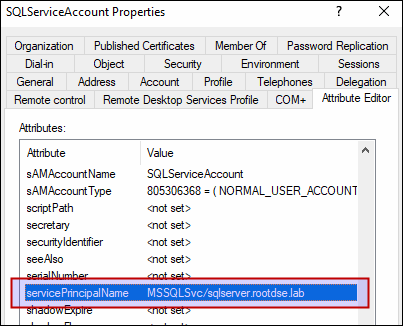 SQLServiceAccount Properties
Organization Published Certificates Member Of Password Replication
Dial-in Object Security Environment Sessions
General Address Account Profile Telephones Delegation
Remote control Remote Desktop Services Profile COM+ Attribute Editor
Attributes:
Attribute Value
sAMAccountName SQLServiceAccount
sAMAccountType 805306368 = ( NORMAL_USER_ACCOUNT
scriptPath <not set>
secretary <not set>
securityIdentifier <not set>
seeAlso <not set>
serialNumber <not set>
servicePrincipalName MSSQLSvc/sqlserver.rootdse.lab
shadowExpire <not set>